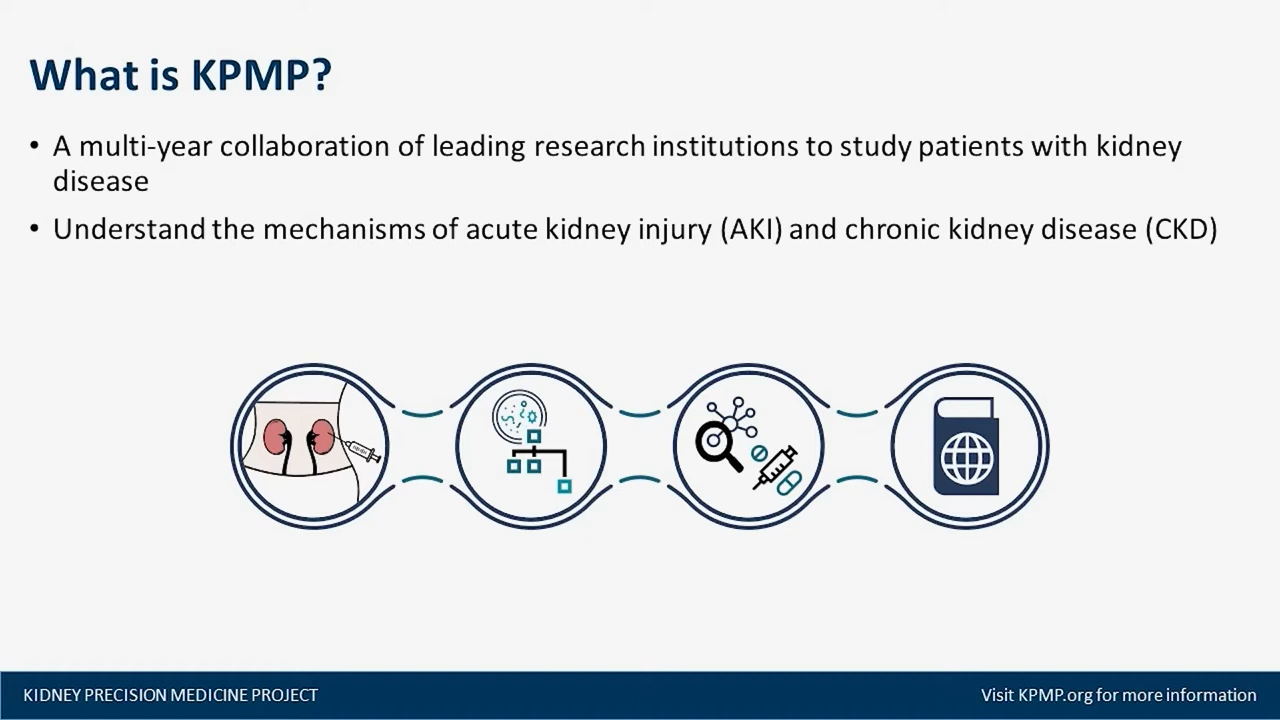 What is KPMP?
• A multi-year collaboration of leading research institutions to study patients with kidney
disease
• Understand the mechanisms of acute kidney injury (AKI) and chronic kidney disease (CKD)
KIDNEY PRECISION MEDICINE PROJECT
Visit KPMP.org for more information